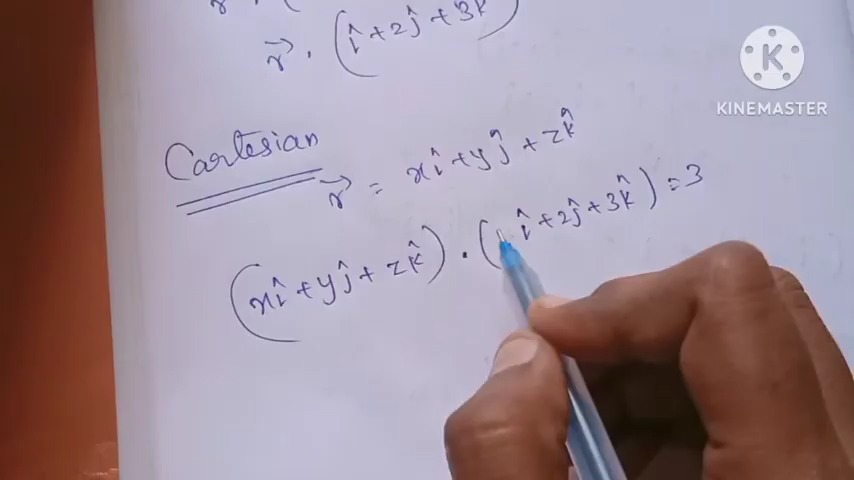 r⃗ · (î + 2ĵ + 3k̂)
KINEMASTER
Cartesian
r⃗ = xî + yĵ + zk̂
(xî + yĵ + zk̂) · (î + 2ĵ + 3k̂) = 3